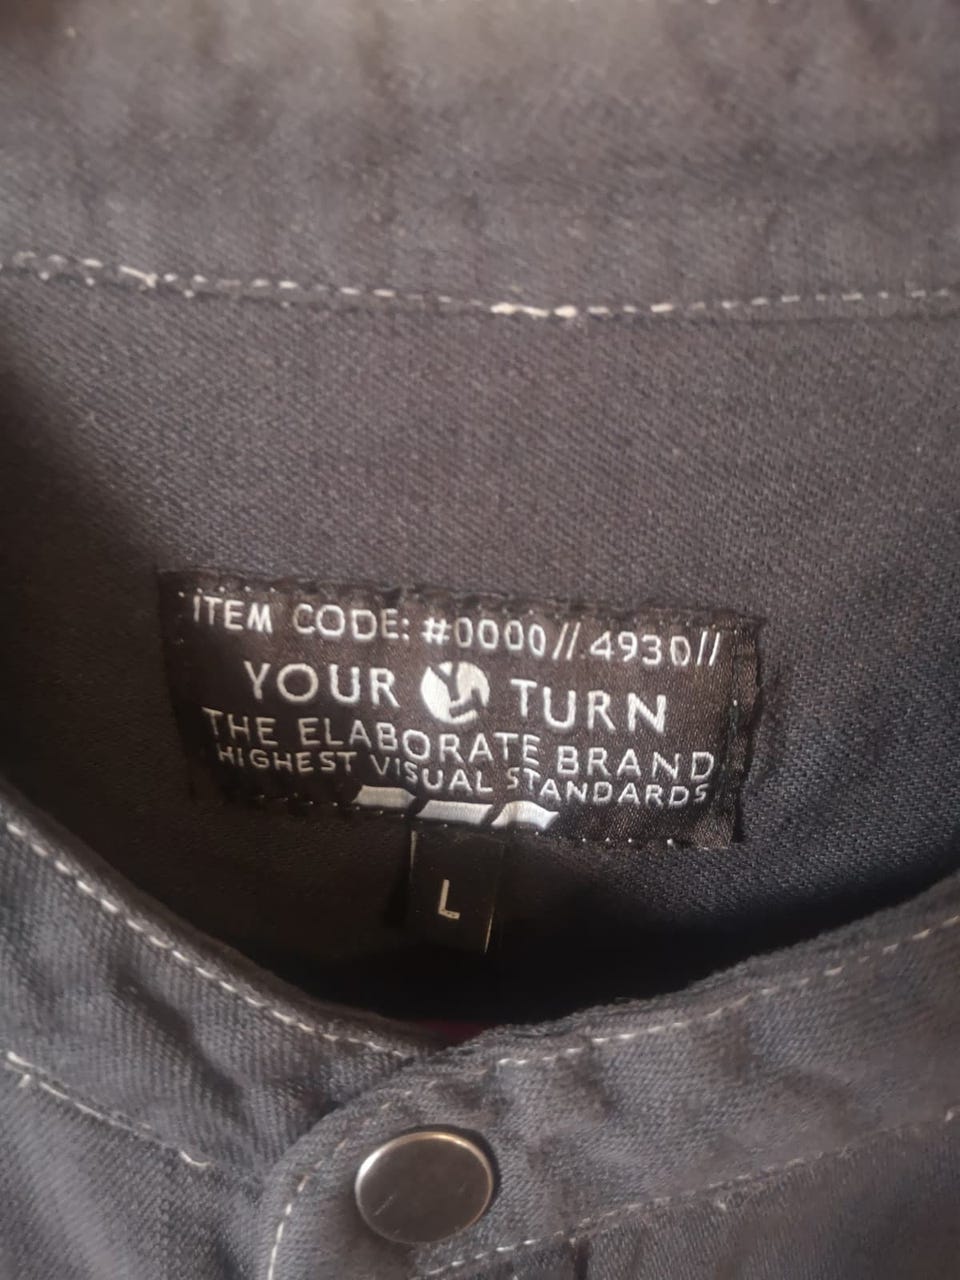 ITEM CODE: #0000//4930//
YOUR TURN
THE ELABORATE BRAND
HIGHEST VISUAL STANDARDS
L